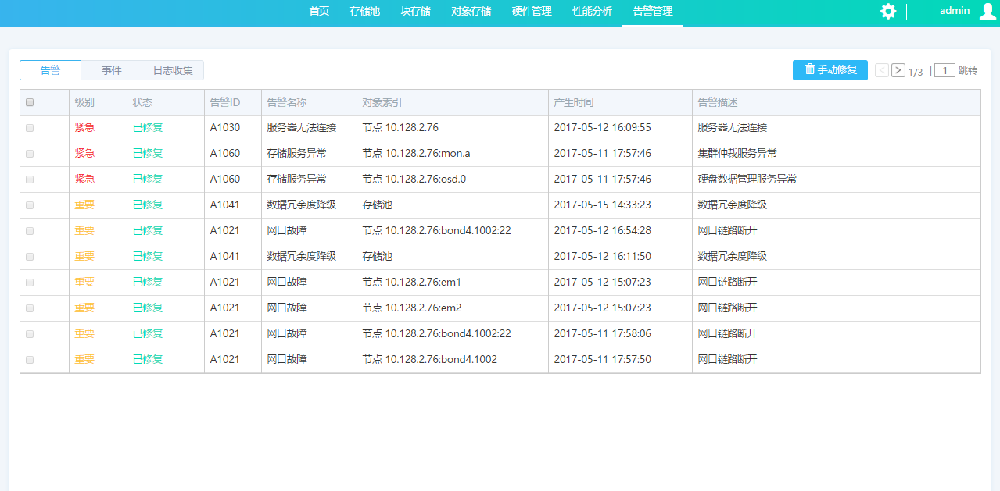 首页 存储池 块存储 对象存储 硬件管理 性能分析 告警管理 admin
告警 事件 日志收集 手动修复 < > 1/3 | 1 跳转
级别 状态 告警ID 告警名称 对象索引 产生时间 告警描述
紧急 已修复 A1030 服务器无法连接 节点 10.128.2.76 2017-05-12 16:09:55 服务器无法连接
紧急 已修复 A1060 存储服务异常 节点 10.128.2.76:mon.a 2017-05-11 17:57:46 集群仲裁服务异常
紧急 已修复 A1060 存储服务异常 节点 10.128.2.76:osd.0 2017-05-11 17:57:46 硬盘数据管理服务异常
重要 已修复 A1041 数据冗余度降级 存储池 2017-05-15 14:33:23 数据冗余度降级
重要 已修复 A1021 网口故障 节点 10.128.2.76:bond4.1002:22 2017-05-12 16:54:28 网口链路断开
重要 已修复 A1041 数据冗余度降级 存储池 2017-05-12 16:11:50 数据冗余度降级
重要 已修复 A1021 网口故障 节点 10.128.2.76:em1 2017-05-12 15:07:23 网口链路断开
重要 已修复 A1021 网口故障 节点 10.128.2.76:em2 2017-05-12 15:07:23 网口链路断开
重要 已修复 A1021 网口故障 节点 10.128.2.76:bond4.1002:22 2017-05-11 17:58:06 网口链路断开
重要 已修复 A1021 网口故障 节点 10.128.2.76:bond4.1002 2017-05-11 17:57:50 网口链路断开